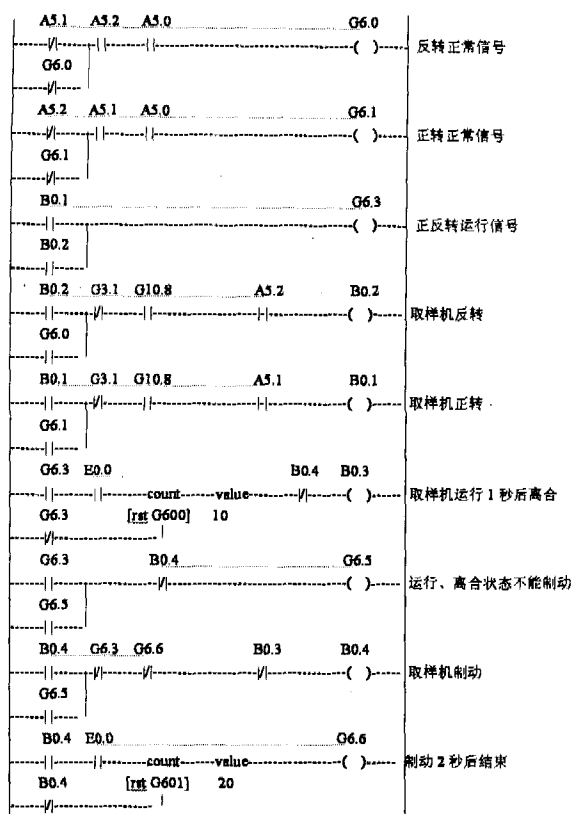 A5.1 A5.2 A5.0 G6.0
反转正常信号
G6.0
A5.2 A5.1 A5.0 G6.1
正转正常信号
G6.1
B0.1 G6.3
正反转运行信号
B0.2
B0.2 G3.1 G10.8 A5.2 B0.2
取样机反转
G6.0
B0.1 G3.1 G10.8 A5.1 B0.1
取样机正转
G6.1
G6.3 E0.0 B0.4 B0.3
count value 取样机运行1秒后离合
G6.3 [rst G600] 10
G6.3 B0.4 G6.5
运行、离合状态不能制动
G6.5
B0.4 G6.3 G6.6 B0.3 B0.4
取样机制动
G6.5
B0.4 E0.0 G6.6
count value 制动2秒后结束
B0.4 [rst G601] 20